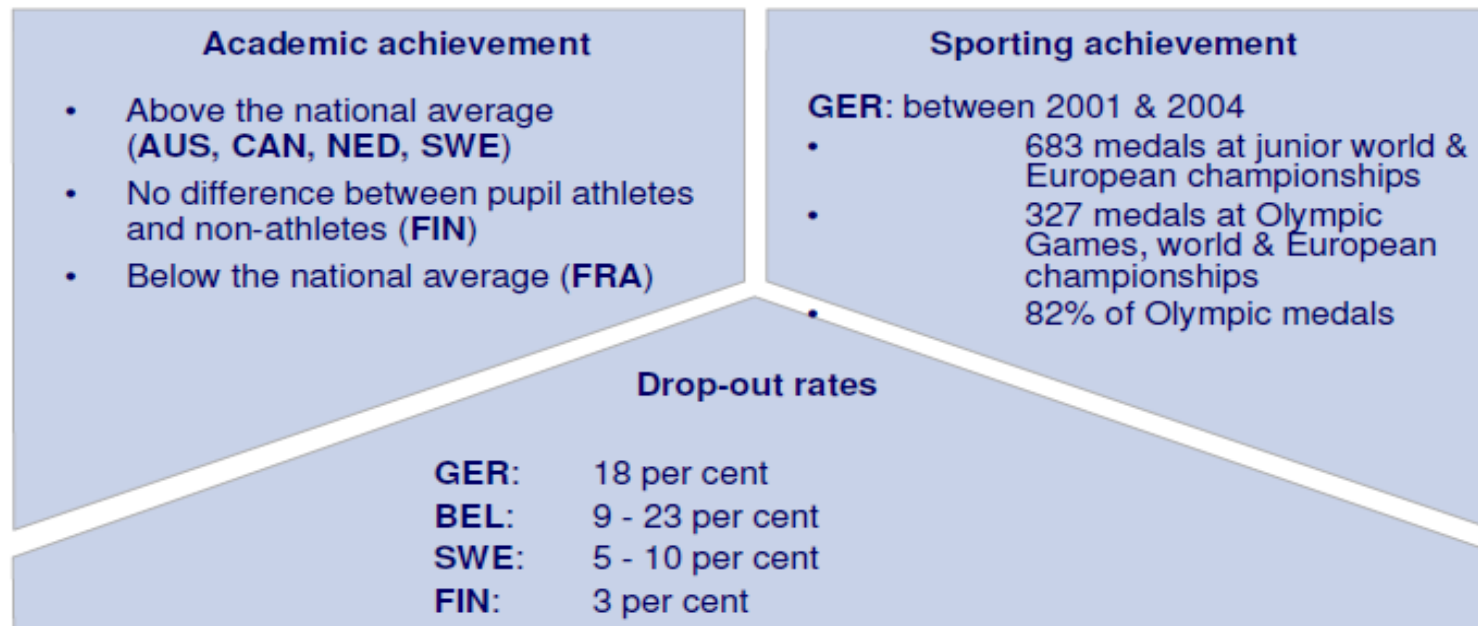 Academic achievement
• Above the national average
(AUS, CAN, NED, SWE)
• No difference between pupil athletes
and non-athletes (FIN)
• Below the national average (FRA)
Sporting achievement
GER: between 2001 & 2004
• 683 medals at junior world &
European championships
• 327 medals at Olympic
Games, world & European
championships
• 82% of Olympic medals
Drop-out rates
GER: 18 per cent
BEL: 9 - 23 per cent
SWE: 5 - 10 per cent
FIN: 3 per cent